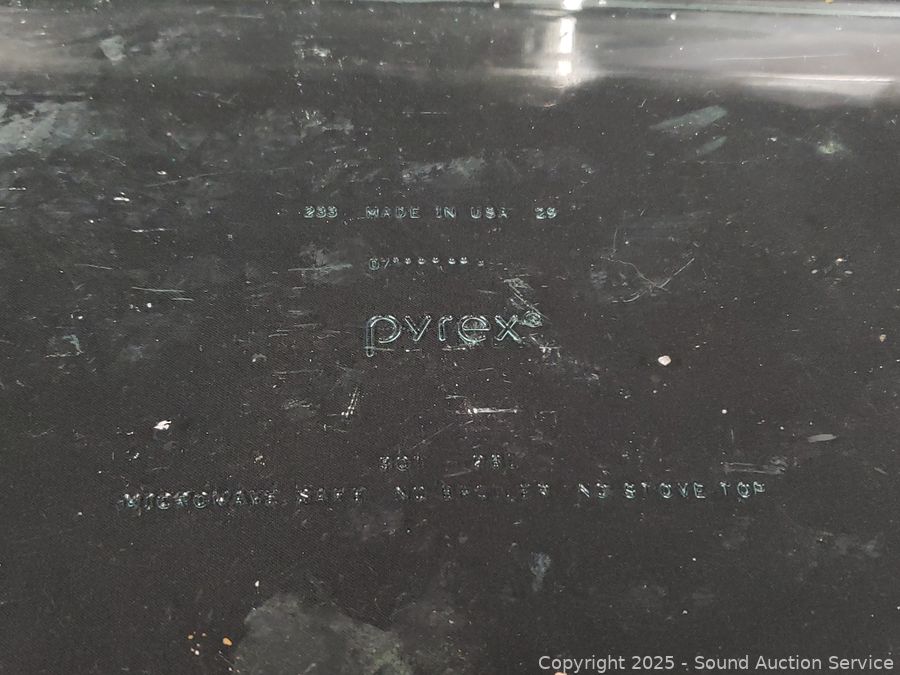 233 MADE IN USA 29
pyrex®
MICROWAVE SAFE NO BROILER NO STOVE TOP
Copyright 2025 - Sound Auction Service